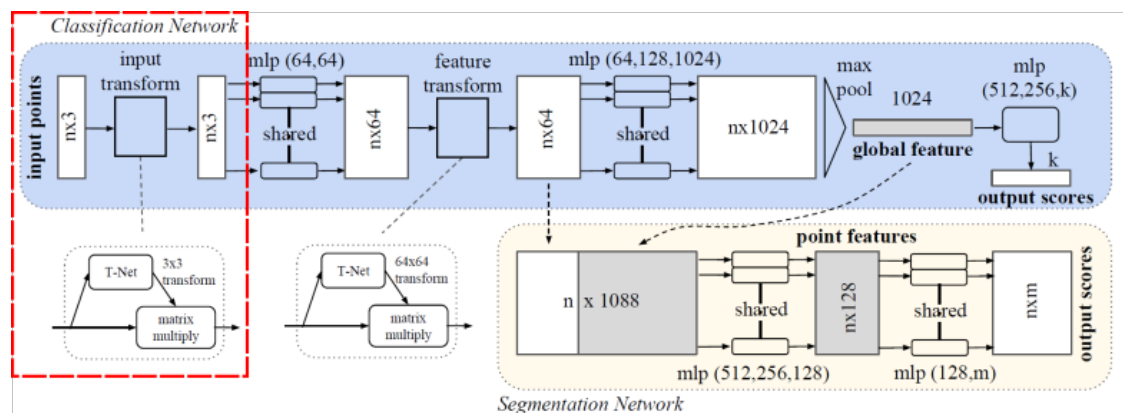 Classification Network
input points
nx3
input
transform
nx3
mlp (64,64)
shared
nx64
feature
transform
nx64
mlp (64,128,1024)
shared
nx1024
max
pool
1024
global feature
mlp
(512,256,k)
k
output scores
T-Net
3x3
transform
matrix
multiply
T-Net
64x64
transform
matrix
multiply
point features
n x 1088
shared
mlp (512,256,128)
nx128
shared
mlp (128,m)
nxm
output scores
Segmentation Network